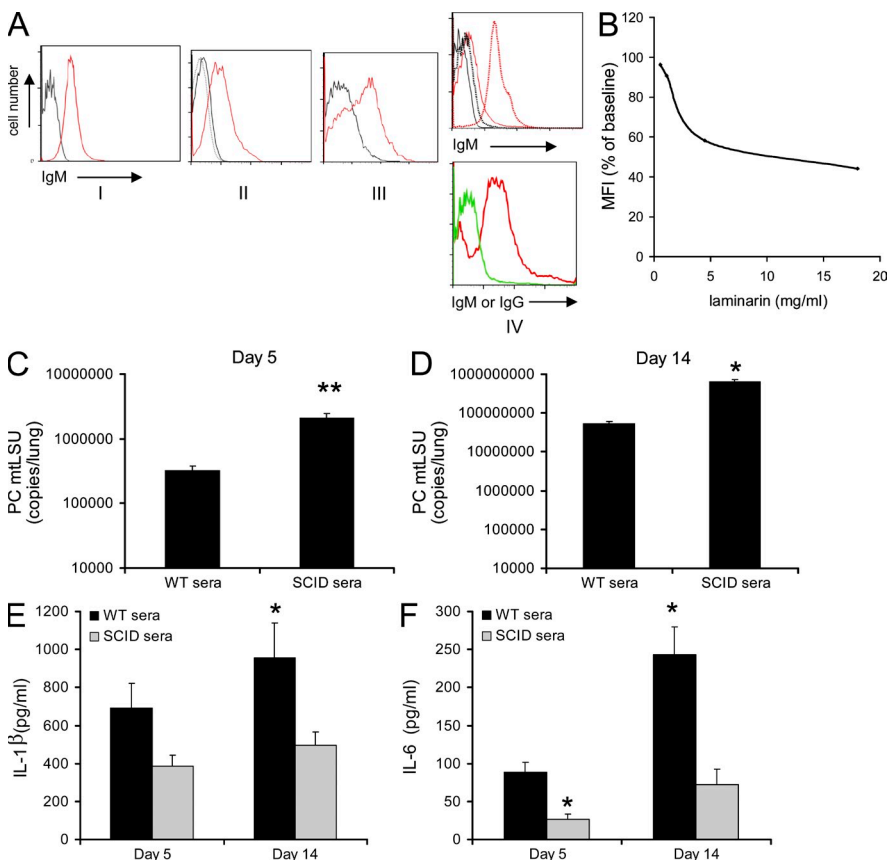 A
cell number
IgM
I
II
III
IgM
IgM or IgG
IV
B
120
100
80
60
40
20
0
MFI (% of baseline)
0
5
10
15
20
laminarin (mg/ml)
C
Day 5
10000000
1000000
100000
10000
PC mtLSU
(copies/lung)
**
WT sera
SCID sera
D
Day 14
1000000000
100000000
10000000
1000000
100000
10000
PC mtLSU
(copies/lung)
*
WT sera
SCID sera
E
WT sera
SCID sera
1200
1000
800
600
400
200
0
IL-1β(pg/ml)
*
Day 5
Day 14
F
WT sera
SCID sera
300
250
200
150
100
50
0
IL-6 (pg/ml)
*
*
Day 5
Day 14